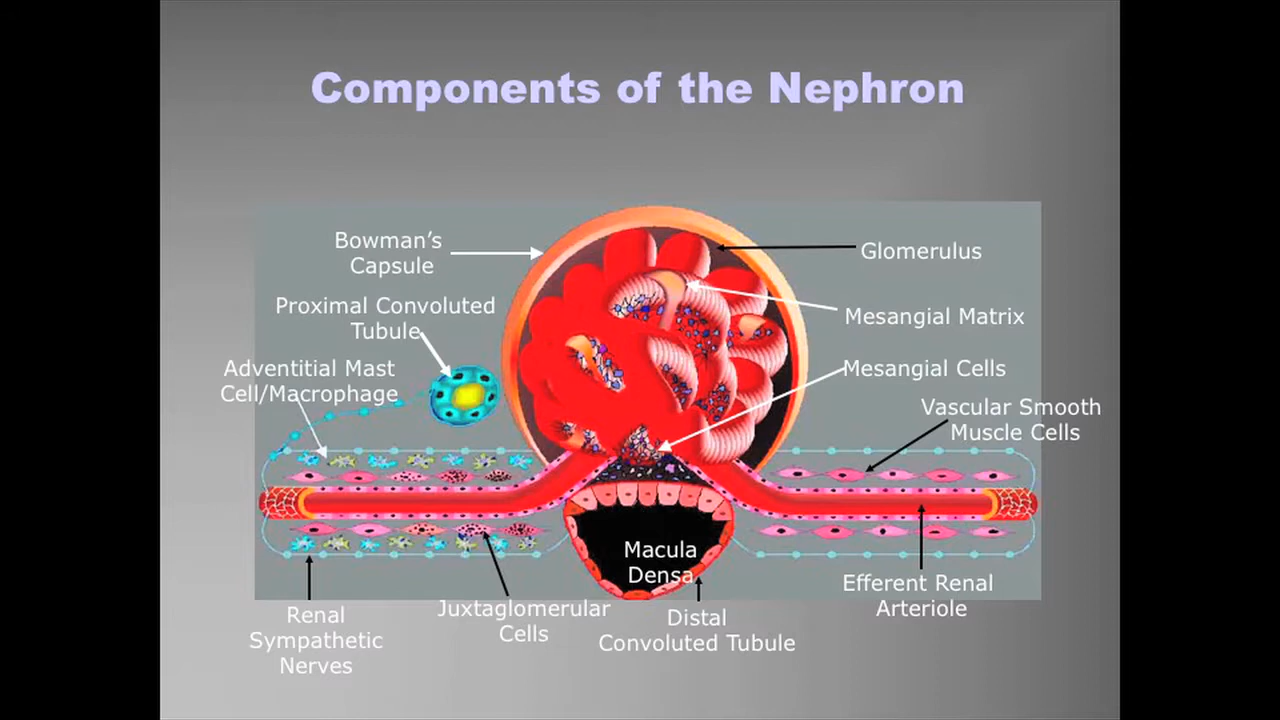 Components of the Nephron
Bowman’s
Capsule
Glomerulus
Proximal Convoluted
Tubule
Mesangial Matrix
Adventitial Mast
Cell/Macrophage
Mesangial Cells
Vascular Smooth
Muscle Cells
Macula
Densa
Efferent Renal
Arteriole
Renal
Sympathetic
Nerves
Juxtaglomerular
Cells
Distal
Convoluted Tubule